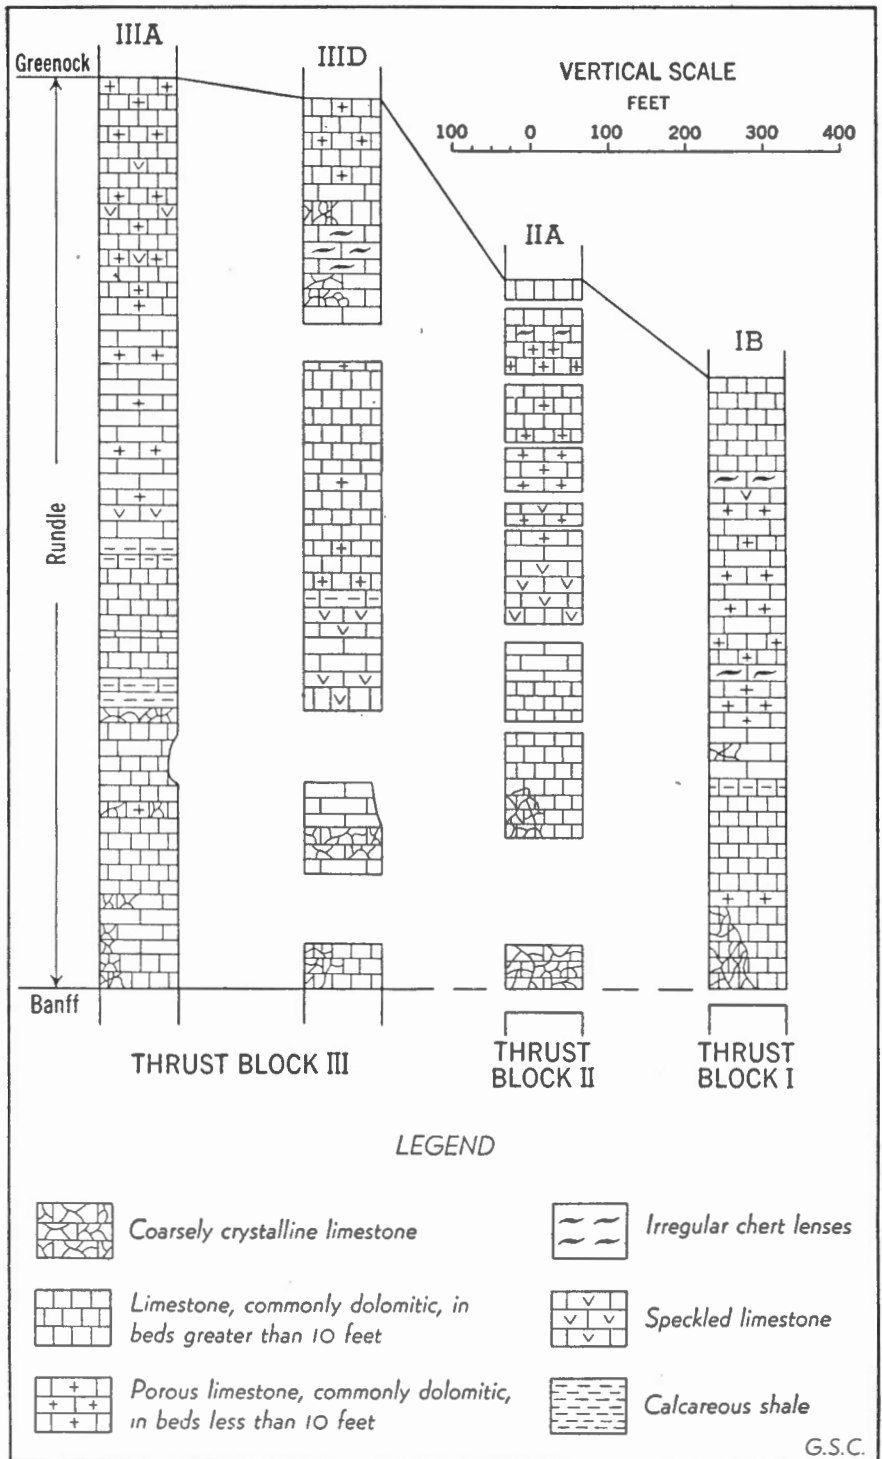 IIIA
IIID
Greenock
VERTICAL SCALE
FEET
100 0 100 200 300 400
IIA
IB
Rundle
Banff
THRUST BLOCK III
THRUST
BLOCK II
THRUST
BLOCK I
LEGEND
Coarsely crystalline limestone
Limestone, commonly dolomitic, in
beds greater than 10 feet
Porous limestone, commonly dolomitic,
in beds less than 10 feet
Irregular chert lenses
Speckled limestone
Calcareous shale
G.S.C.